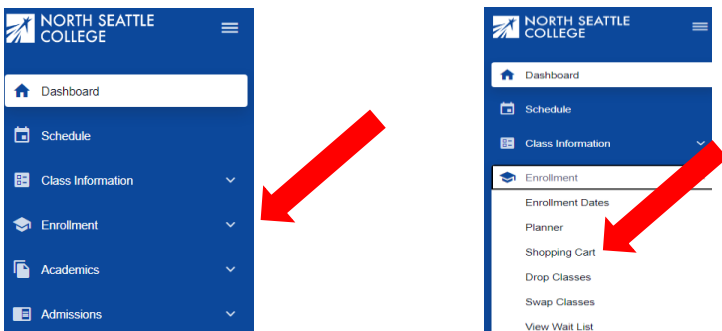 NORTH SEATTLE
COLLEGE
Dashboard
Schedule
Class Information
Enrollment
Academics
Admissions
NORTH SEATTLE
COLLEGE
Dashboard
Schedule
Class Information
Enrollment
Enrollment Dates
Planner
Shopping Cart
Drop Classes
Swap Classes
View Wait List